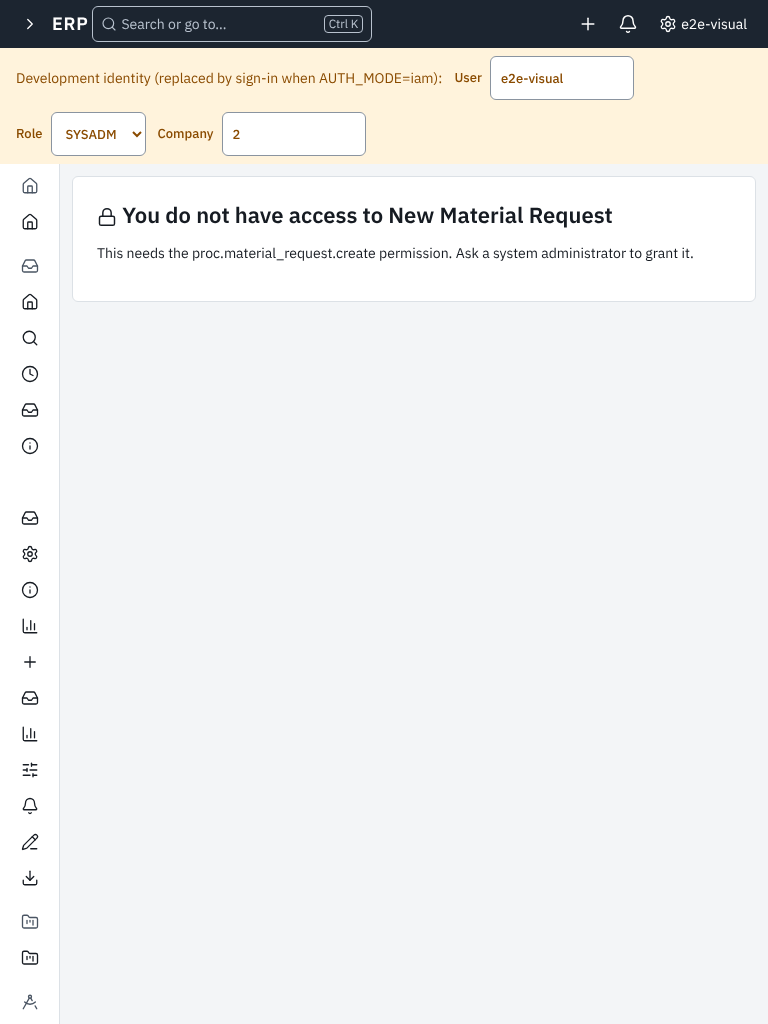 ERP Search or go to... Ctrl K e2e-visual
Development identity (replaced by sign-in when AUTH_MODE=iam): User e2e-visual
Role SYSADM Company 2
You do not have access to New Material Request
This needs the proc.material_request.create permission. Ask a system administrator to grant it.